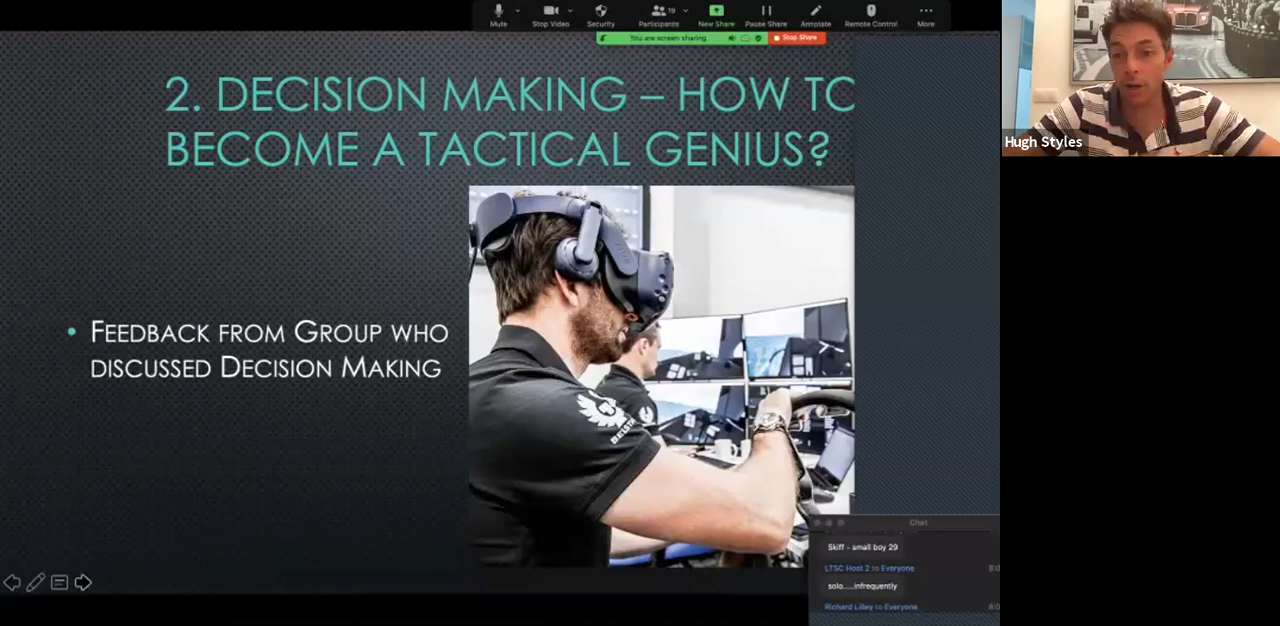 Mute
Stop Video
Security
Participants
19
New Share
Pause Share
Annotate
Remote Control
More
You are screen sharing
Stop Share
2. DECISION MAKING – HOW TO
BECOME A TACTICAL GENIUS?
Hugh Styles
• FEEDBACK FROM GROUP WHO
DISCUSSED DECISION MAKING
BELSTA
Chat
Skiff - small boy 29
LTSC Host 2 to Everyone
solo.....infrequently
Richard Lilley to Everyone